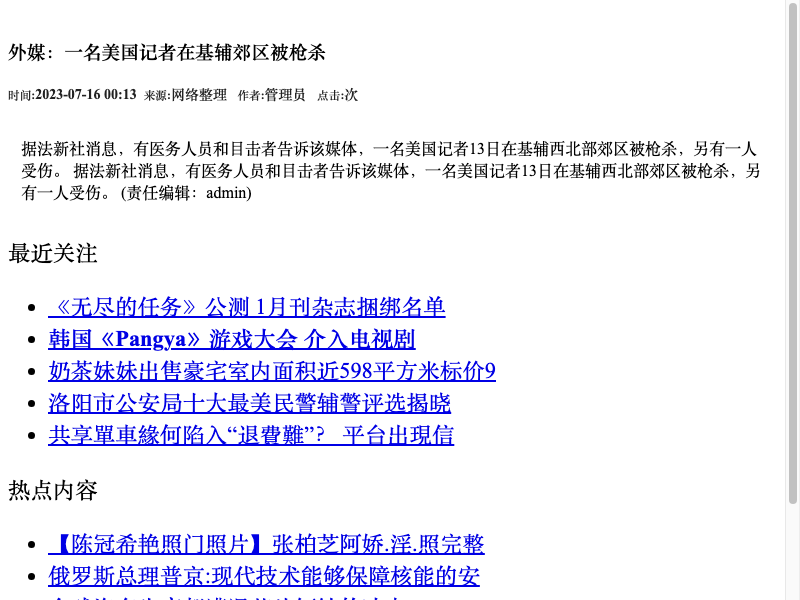 外媒：一名美国记者在基辅郊区被枪杀
时间:2023-07-16 00:13 来源:网络整理 作者:管理员 点击:次
据法新社消息，有医务人员和目击者告诉该媒体，一名美国记者13日在基辅西北部郊区被枪杀，另有一人
受伤。 据法新社消息，有医务人员和目击者告诉该媒体，一名美国记者13日在基辅西北部郊区被枪杀，另
有一人受伤。 (责任编辑：admin)
最近关注
《无尽的任务》公测 1月刊杂志捆绑名单
韩国《Pangya》游戏大会 介入电视剧
奶茶妹妹出售豪宅室内面积近598平方米标价9
洛阳市公安局十大最美民警辅警评选揭晓
共享單車緣何陷入“退費難”？ 平台出現信
热点内容
【陈冠希艳照门照片】张柏芝阿娇.淫.照完整
俄罗斯总理普京:现代技术能够保障核能的安